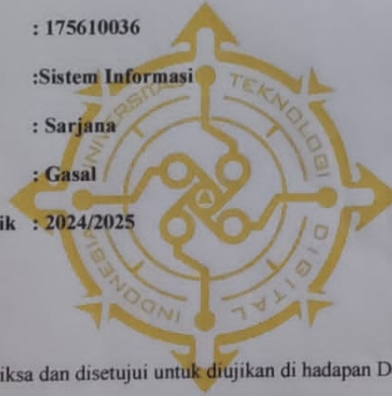 : 175610036
:Sistem Informasi
: Sarjana
: Gasal
ik : 2024/2025
UNIVERSITAS TEKNOLOGI DIGITAL INDONESIA
iksa dan disetujui untuk diujikan di hadapan D